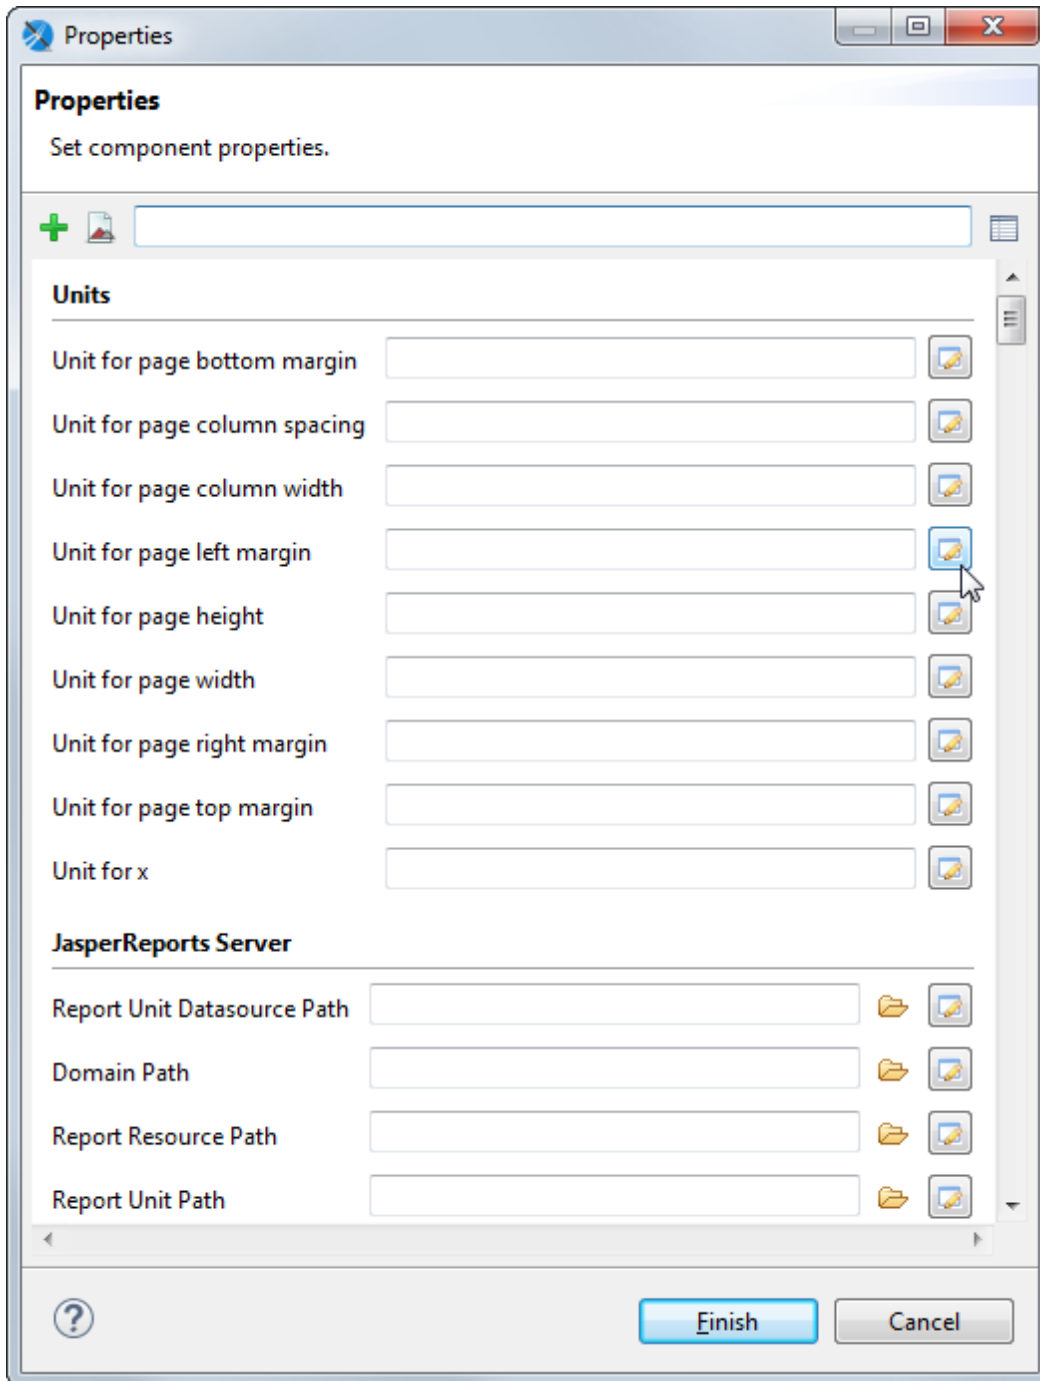 Properties
Properties
Set component properties.
Units
Unit for page bottom margin
Unit for page column spacing
Unit for page column width
Unit for page left margin
Unit for page height
Unit for page width
Unit for page right margin
Unit for page top margin
Unit for x
JasperReports Server
Report Unit Datasource Path
Domain Path
Report Resource Path
Report Unit Path
Finish Cancel